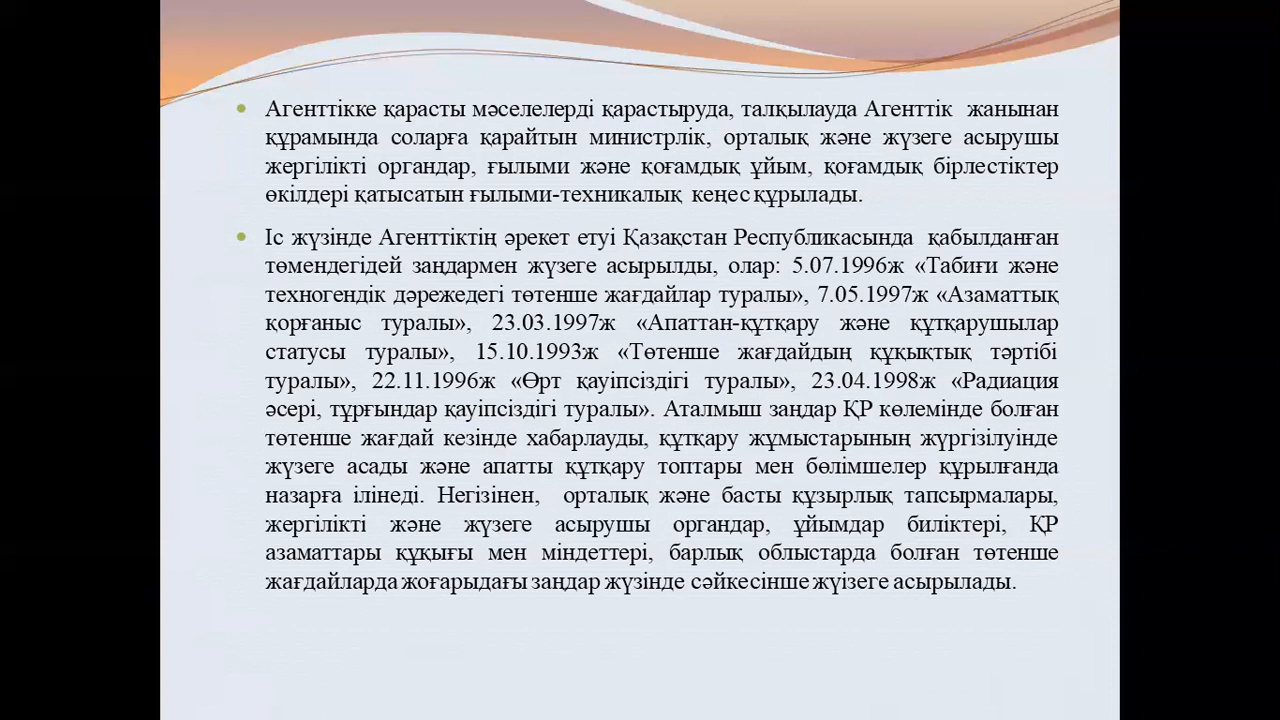 Агенттікке қарасты мәселелерді қарастыруда, талқылауда Агенттік жанынан
құрамында соларға қарайтын министрлік, орталық және жүзеге асырушы
жергілікті органдар, ғылыми және қоғамдық ұйым, қоғамдық бірлестіктер
өкілдері қатысатын ғылыми-техникалық кеңес құрылады.
Іс жүзінде Агенттіктің әрекет етуі Қазақстан Республикасында қабылданған
төмендегідей заңдармен жүзеге асырылды, олар: 5.07.1996ж «Табиғи және
техногендік дәрежедегі төтенше жағдайлар туралы», 7.05.1997ж «Азаматтық
қорғаныс туралы», 23.03.1997ж «Апаттан-құтқару және құтқарушылар
статусы туралы», 15.10.1993ж «Төтенше жағдайдың құқықтық тәртібі
туралы», 22.11.1996ж «Өрт қауіпсіздігі туралы», 23.04.1998ж «Радиация
әсері, тұрғындар қауіпсіздігі туралы». Аталмыш заңдар ҚР көлемінде болған
төтенше жағдай кезінде хабарлауды, құтқару жұмыстарының жүргізілуінде
жүзеге асады және апатты құтқару топтары мен бөлімшелер құрылғанда
назарға ілінеді. Негізінен, орталық және басты құзырлық тапсырмалары,
жергілікті және жүзеге асырушы органдар, ұйымдар биліктері, ҚР
азаматтары құқығы мен міндеттері, барлық облыстарда болған төтенше
жағдайларда жоғарыдағы заңдар жүзінде сәйкесінше жүізеге асырылады.